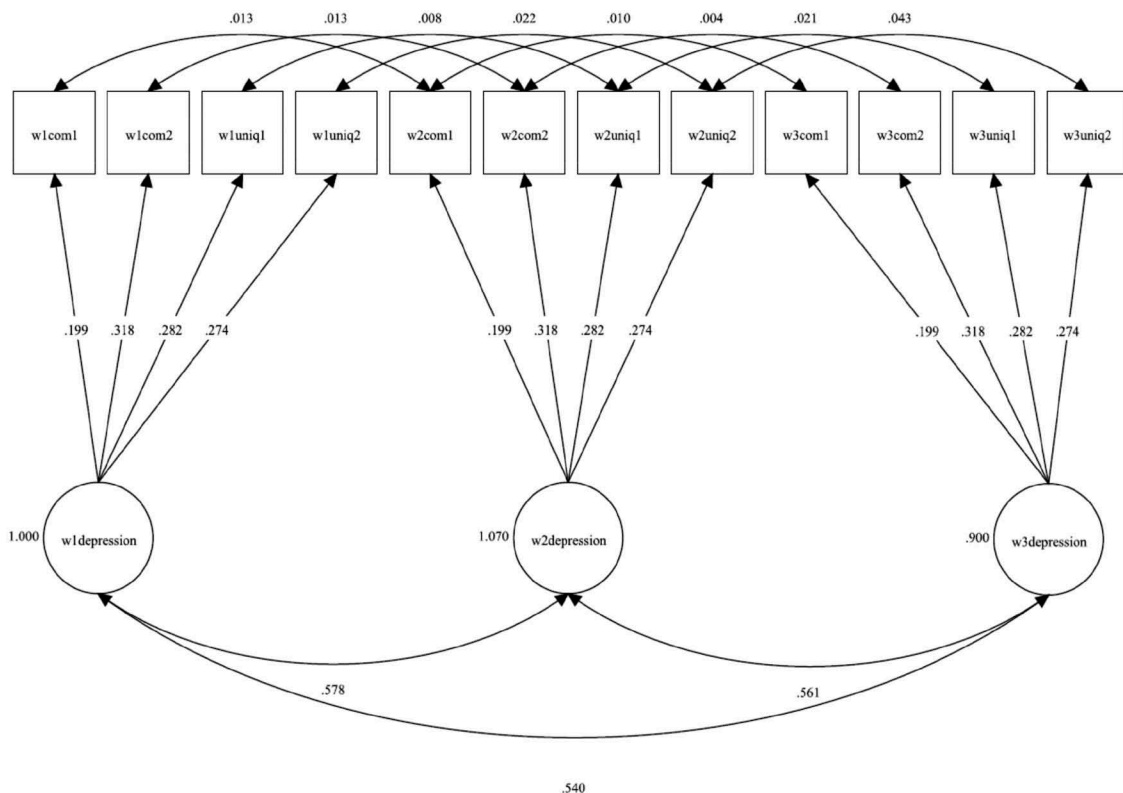 .013 .013 .008 .022 .010 .004 .021 .043
w1com1 w1com2 w1uniq1 w1uniq2 w2com1 w2com2 w2uniq1 w2uniq2 w3com1 w3com2 w3uniq1 w3uniq2
.199 .318 .282 .274 .199 .318 .282 .274 .199 .318 .282 .274
1.000 w1depression 1.070 w2depression .900 w3depression
.578 .561
.540